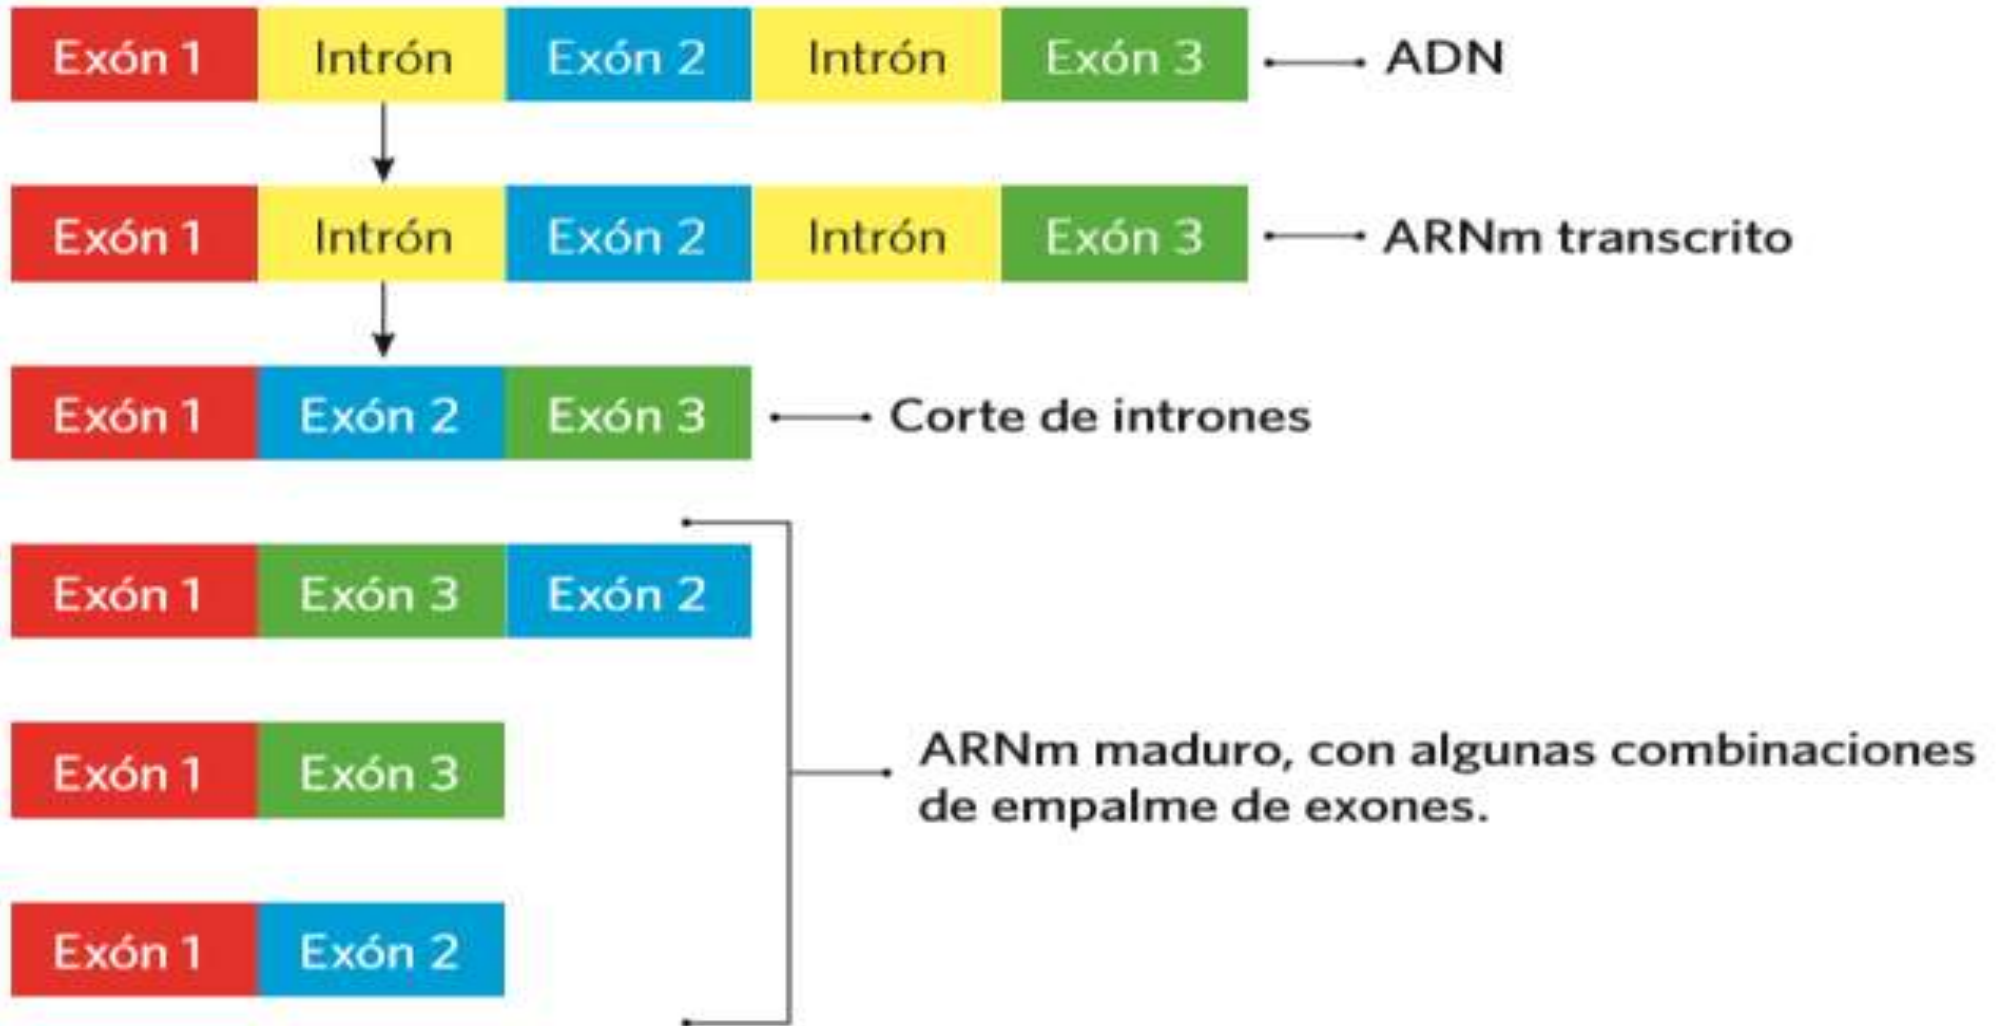 Exón 1 Intrón Exón 2 Intrón Exón 3 ADN
Exón 1 Intrón Exón 2 Intrón Exón 3 ARNm transcrito
Exón 1 Exón 2 Exón 3 Corte de intrones
Exón 1 Exón 3 Exón 2
Exón 1 Exón 3
ARNm maduro, con algunas combinaciones
de empalme de exones.
Exón 1 Exón 2